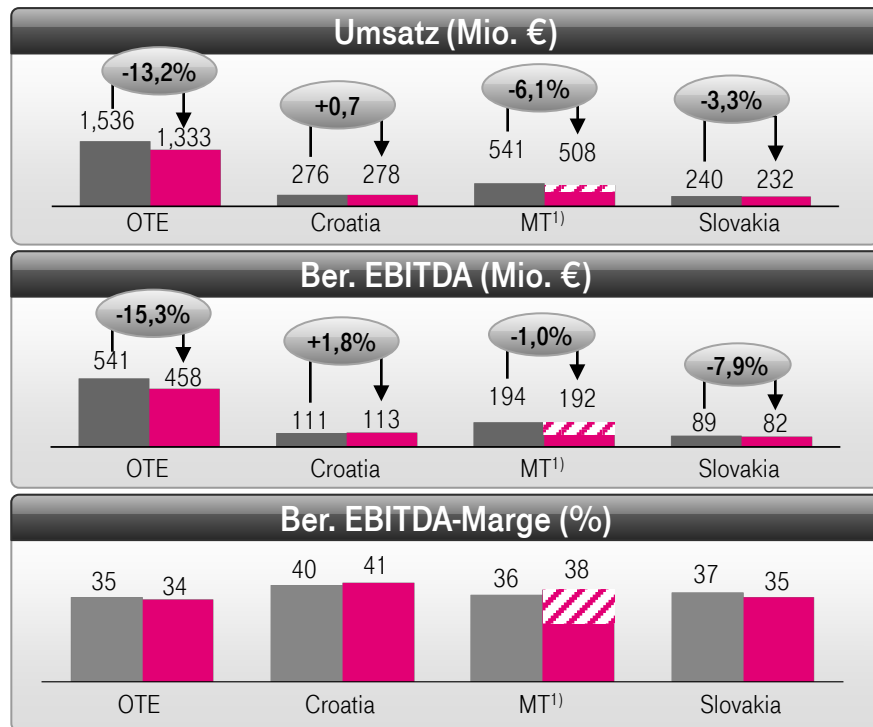 Umsatz (Mio. €)
-13,2% +0,7 -6,1% -3,3%
1,536 1,333 276 278 541 508 240 232
OTE Croatia MT1) Slovakia
Ber. EBITDA (Mio. €)
-15,3% +1,8% -1,0% -7,9%
541 458 111 113 194 192 89 82
OTE Croatia MT1) Slovakia
Ber. EBITDA-Marge (%)
35 34 40 41 36 38 37 35
OTE Croatia MT1) Slovakia